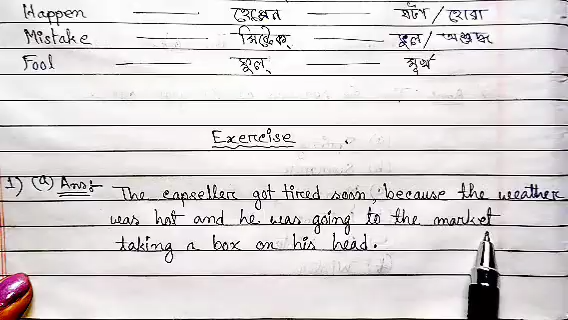 Happen — হেপ্পেন — ঘটা / হোৱা
Mistake — মিষ্টেক্ — ভুল / অশুদ্ধ
Fool — ফুল্ — মূৰ্খ
Exercise
1) (a) Ans:- The capseller got tired soon, because the weather
was hot and he was going to the market
taking a box on his head.